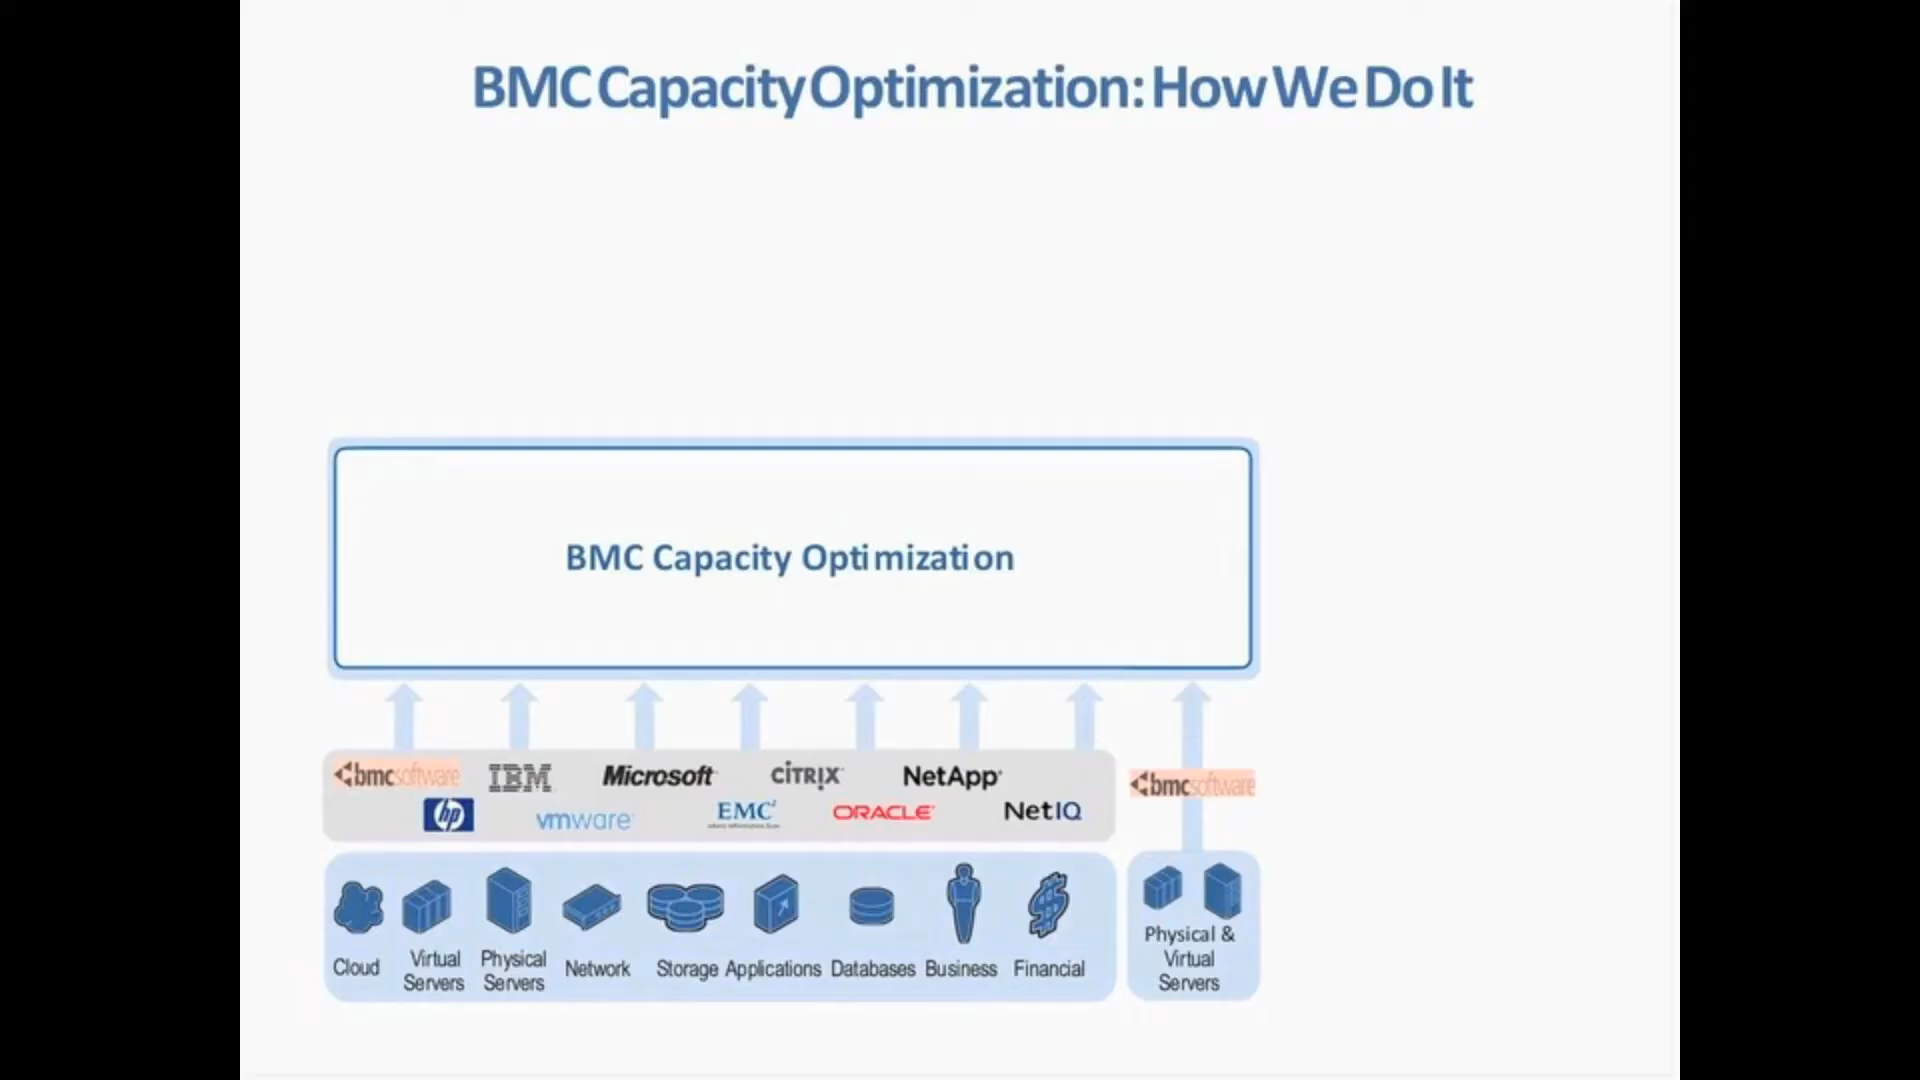 BMC Capacity Optimization: How We Do It
BMC Capacity Optimization
bmcsoftware IBM Microsoft CITRIX NetApp
bmcsoftware
hp vmware EMC² ORACLE NetIQ
Cloud
Virtual
Servers
Physical
Servers
Network
Storage
Applications
Databases
Business
Financial
Physical &
Virtual
Servers